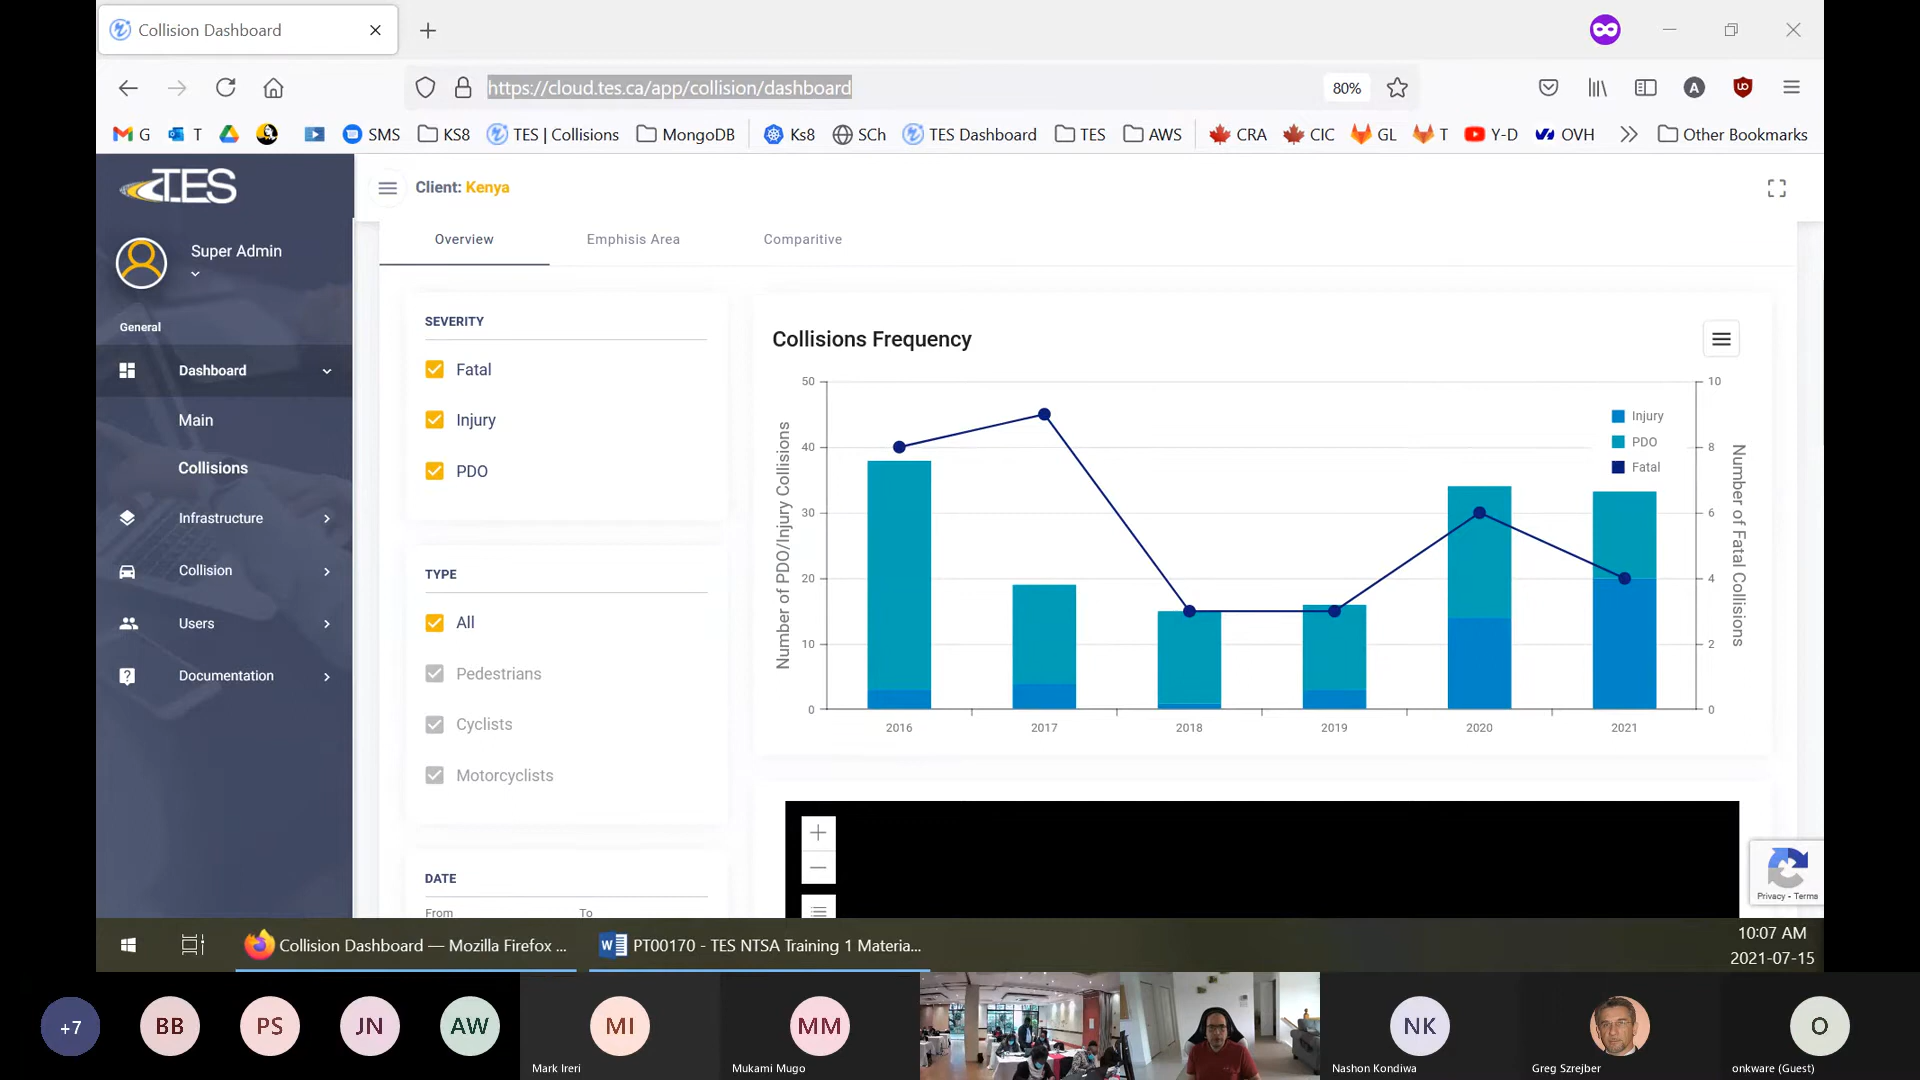 Collision Dashboard
https://cloud.tes.ca/app/collision/dashboard
80%
A
G
T
SMS
KS8
TES | Collisions
MongoDB
Ks8
SCh
TES Dashboard
TES
AWS
CRA
CIC
GL
T
Y-D
OVH
Other Bookmarks
TES
Client: Kenya
Super Admin
General
Dashboard
Main
Collisions
Infrastructure
Collision
Users
Documentation
Overview
Emphisis Area
Comparitive
SEVERITY
Fatal
Injury
PDO
TYPE
All
Pedestrians
Cyclists
Motorcyclists
DATE
From
To
Collisions Frequency
Number of PDO/Injury Collisions
50
40
30
20
10
0
2016
2017
2018
2019
2020
2021
10
8
6
4
2
0
Number of Fatal Collisions
Injury
PDO
Fatal
Privacy - Terms
Collision Dashboard — Mozilla Firefox ...
PT00170 - TES NTSA Training 1 Materia...
10:07 AM
2021-07-15
+7
BB
PS
JN
AW
MI
Mark Ireri
MM
Mukami Mugo
NK
Nashon Kondiwa
Greg Szrejber
O
onkware (Guest)